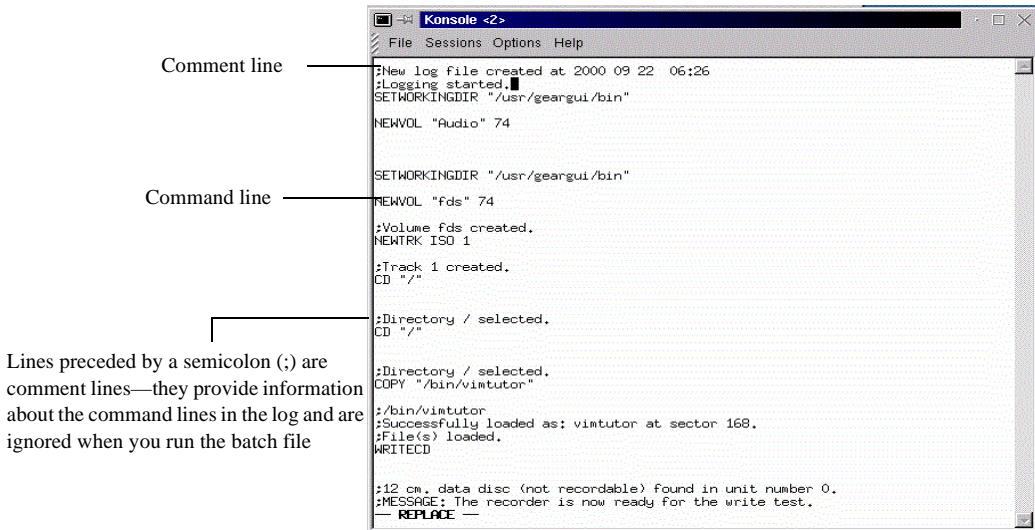 Konsole <2>
File Sessions Options Help
Comment line
;New log file created at 2000 09 22 06:26
;Logging started.
SETWORKINGDIR "/usr/geargui/bin"
NEWVOL "Audio" 74
SETWORKINGDIR "/usr/geargui/bin"
Command line
NEWVOL "fds" 74
;Volume fds created.
NEWTRK ISO 1
;Track 1 created.
CD "/"
;Directory / selected.
CD "/"
Lines preceded by a semicolon (;) are
comment lines—they provide information
about the command lines in the log and are
ignored when you run the batch file
;Directory / selected.
COPY "/bin/vimtutor"
;/bin/vimtutor
;Successfully loaded as: vimtutor at sector 168.
;File(s) loaded.
WRITECD
;12 cm. data disc (not recordable) found in unit number 0.
;MESSAGE: The recorder is now ready for the write test.
-- REPLACE --